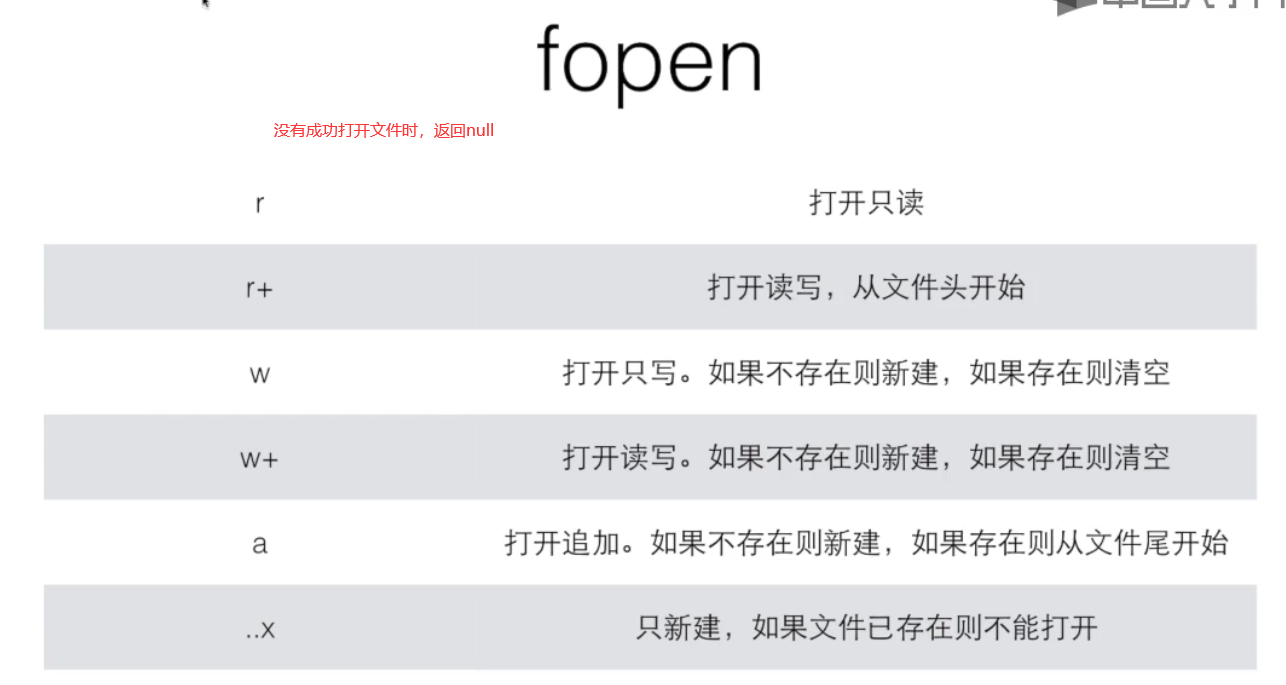 fopen
没有成功打开文件时，返回null
r 打开只读
r+ 打开读写，从文件头开始
w 打开只写。如果不存在则新建，如果存在则清空
w+ 打开读写。如果不存在则新建，如果存在则清空
a 打开追加。如果不存在则新建，如果存在则从文件尾开始
..x 只新建，如果文件已存在则不能打开